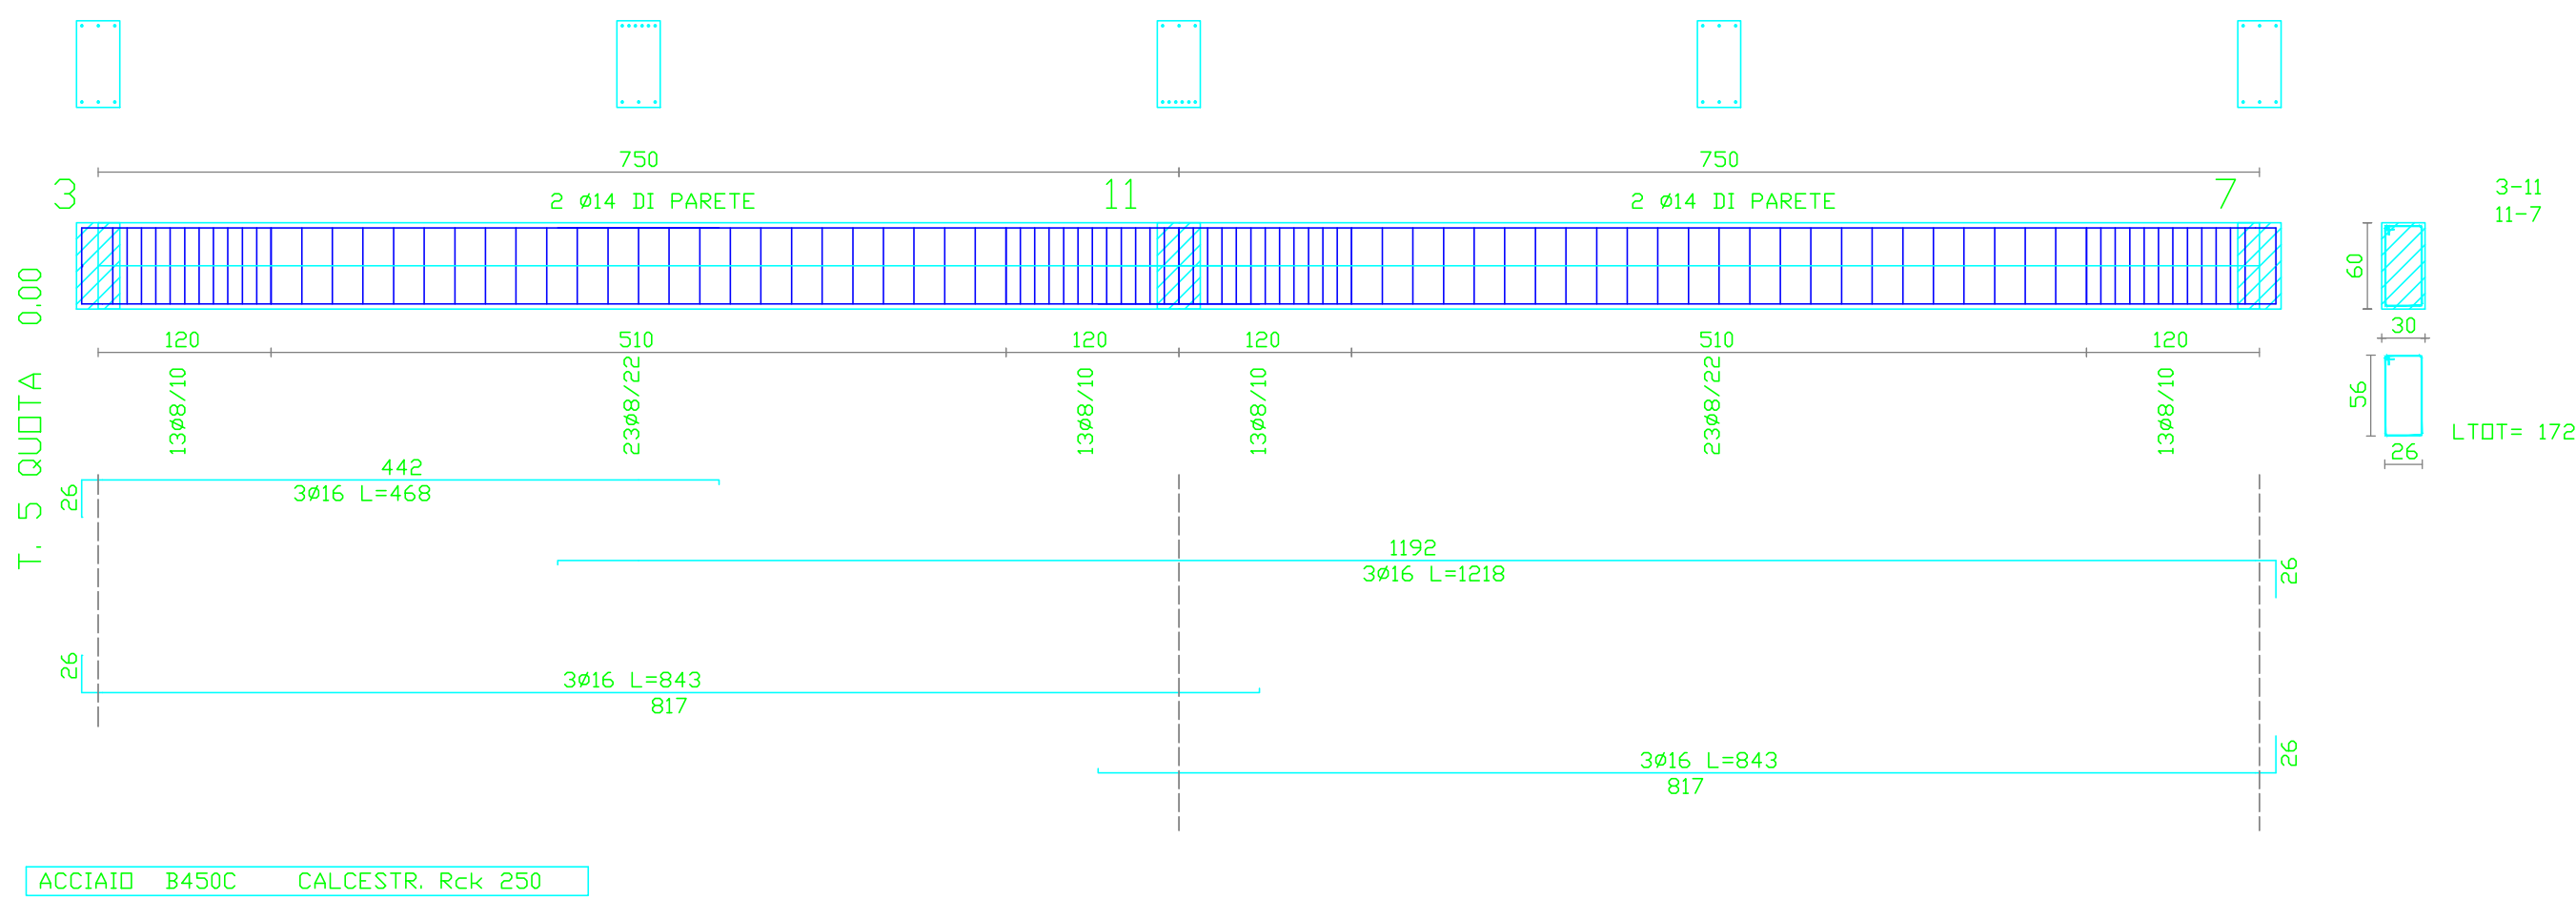 750 750
3 11 7
2 ø14 DI PARETE 2 ø14 DI PARETE
3-11
11-7
60
30
T. 5 QUOTA 0.00
120 510 120 120 510 120
13ø8/10 23ø8/22 13ø8/10 13ø8/10 23ø8/22 13ø8/10
56
26
LTOT= 172
442
26
3ø16 L=468
1192
3ø16 L=1218
26
26
3ø16 L=843
817
3ø16 L=843
26
817
ACCIAIO B450C CALCESTR. Rck 250